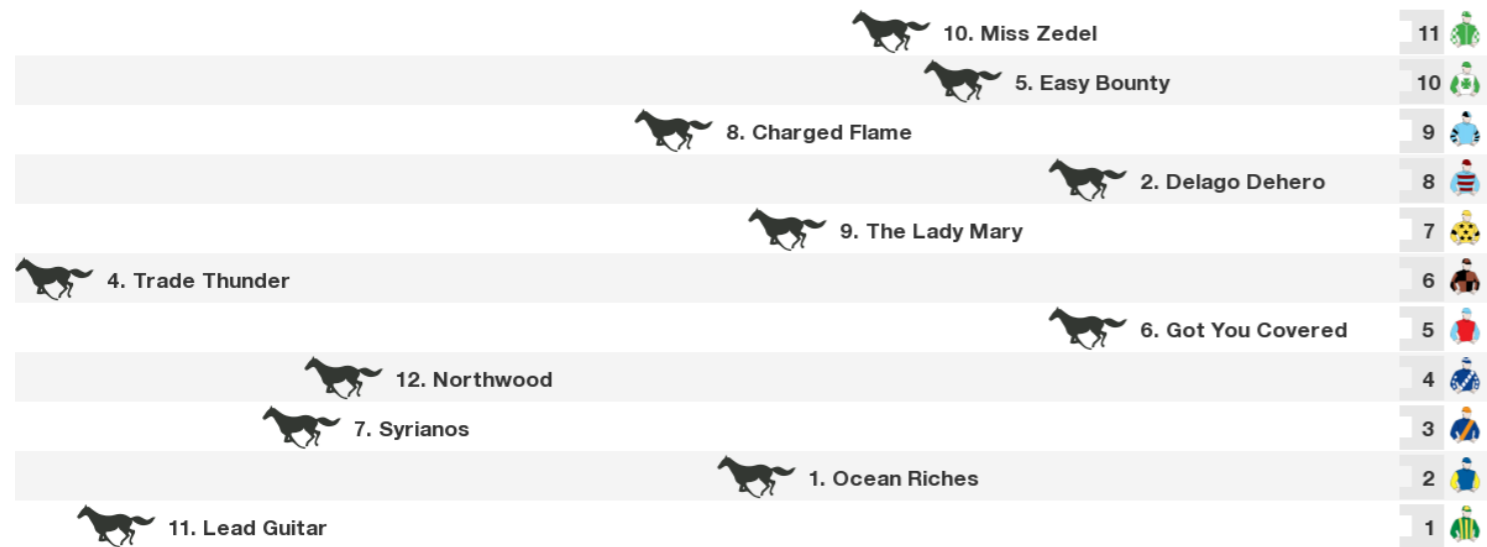 10. Miss Zedel 11
5. Easy Bounty 10
8. Charged Flame 9
2. Delago Dehero 8
9. The Lady Mary 7
4. Trade Thunder 6
6. Got You Covered 5
12. Northwood 4
7. Syrianos 3
1. Ocean Riches 2
11. Lead Guitar 1